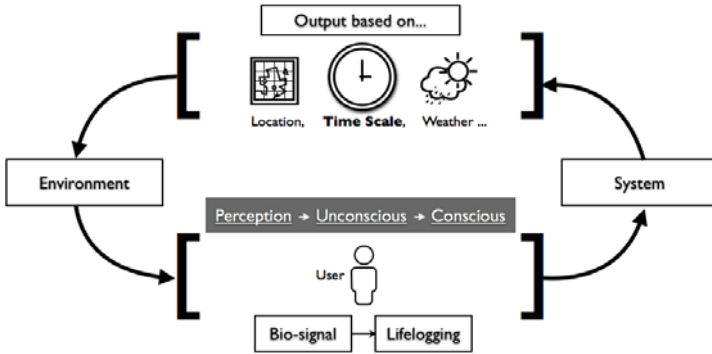 Output based on...
Location, Time Scale, Weather ...
Environment
System
Perception → Unconscious → Conscious
User
Bio-signal
Lifelogging